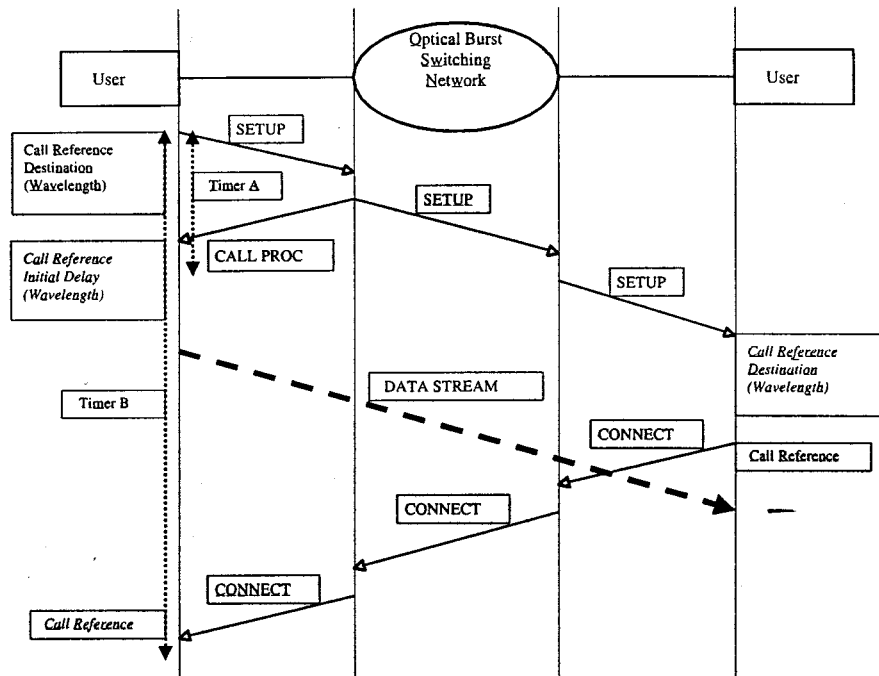 User
Optical Burst
Switching
Network
User
SETUP
Call Reference
Destination
(Wavelength)
Timer A
SETUP
Call Reference
Initial Delay
(Wavelength)
CALL PROC
SETUP
Call Reference
Destination
(Wavelength)
DATA STREAM
Timer B
CONNECT
Call Reference
CONNECT
CONNECT
Call Reference